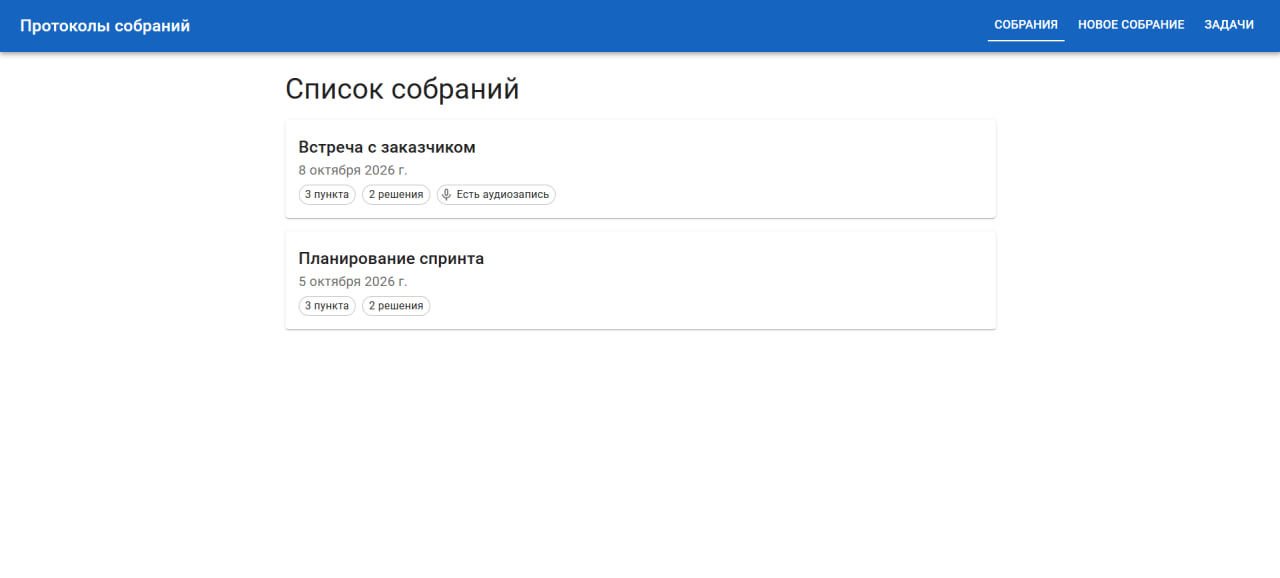 Протоколы собраний
СОБРАНИЯ НОВОЕ СОБРАНИЕ ЗАДАЧИ
Список собраний
Встреча с заказчиком
8 октября 2026 г.
3 пункта 2 решения Есть аудиозапись
Планирование спринта
5 октября 2026 г.
3 пункта 2 решения